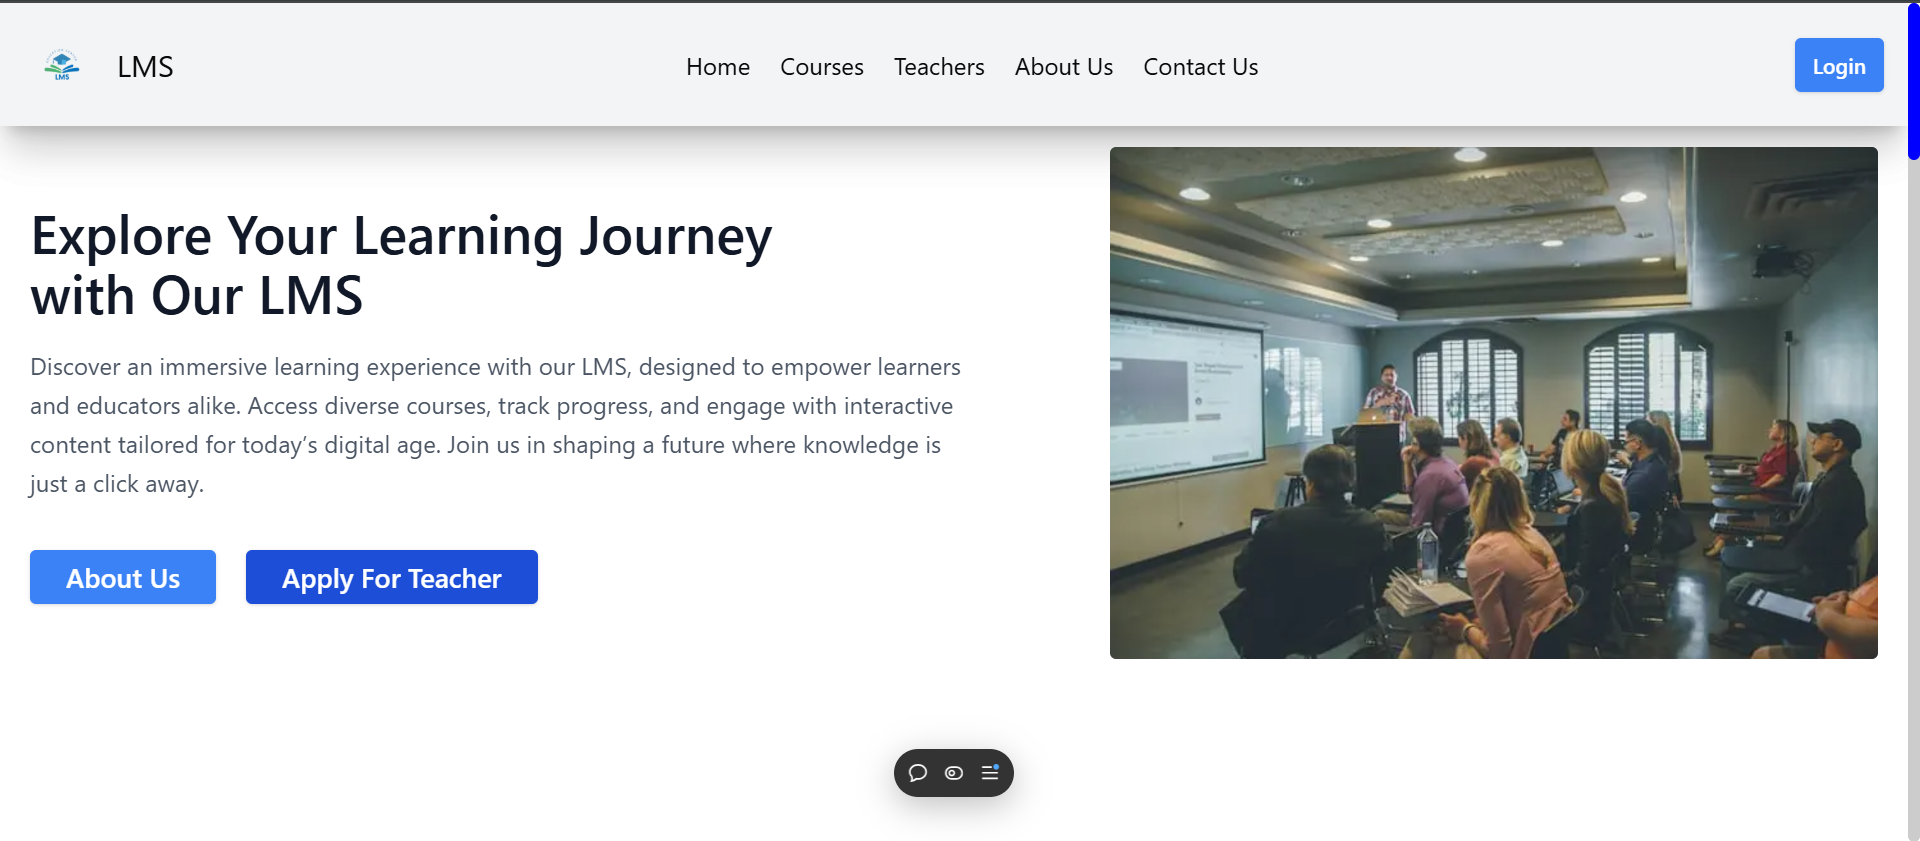 LMS
LMS
Home
Courses
Teachers
About Us
Contact Us
Login
Explore Your Learning Journey
with Our LMS
Discover an immersive learning experience with our LMS, designed to empower learners
and educators alike. Access diverse courses, track progress, and engage with interactive
content tailored for today’s digital age. Join us in shaping a future where knowledge is
just a click away.
About Us
Apply For Teacher